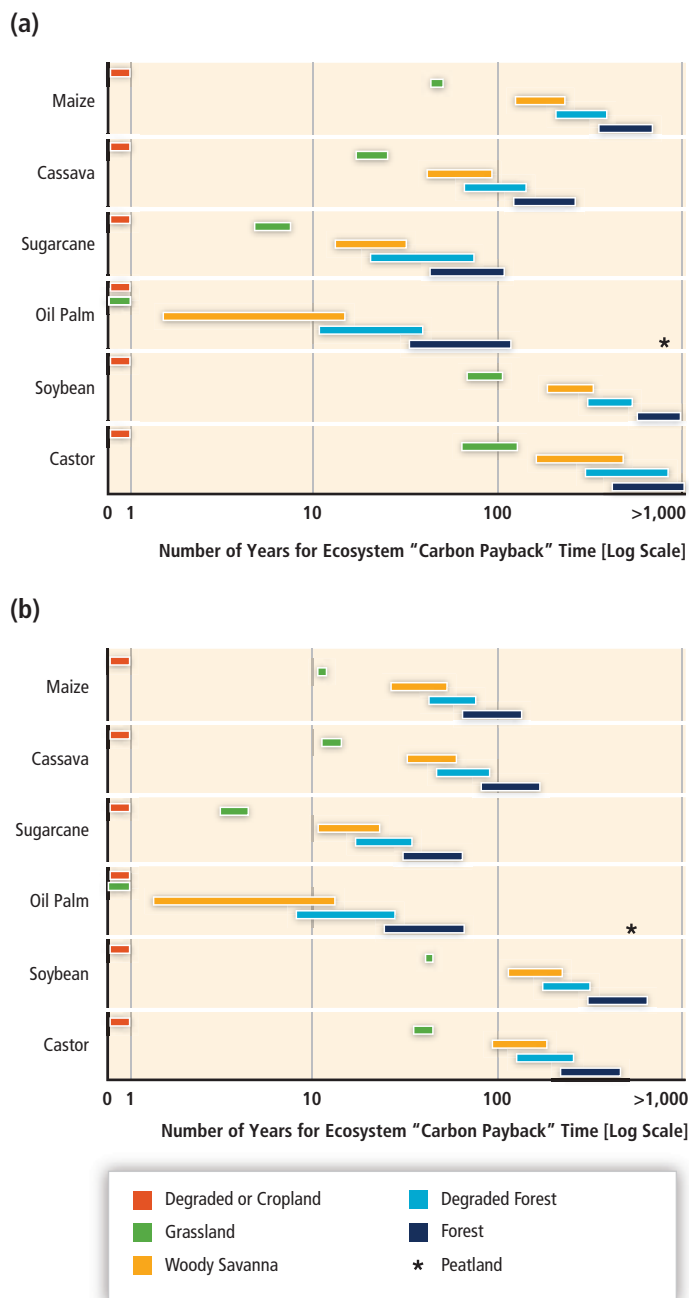 (a)
Maize
Cassava
Sugarcane
Oil Palm
*
Soybean
Castor
0 1 10 100 >1,000
Number of Years for Ecosystem “Carbon Payback” Time [Log Scale]
(b)
Maize
Cassava
Sugarcane
Oil Palm
*
Soybean
Castor
0 1 10 100 >1,000
Number of Years for Ecosystem “Carbon Payback” Time [Log Scale]
Degraded or Cropland
Degraded Forest
Grassland
Forest
Woody Savanna
* Peatland